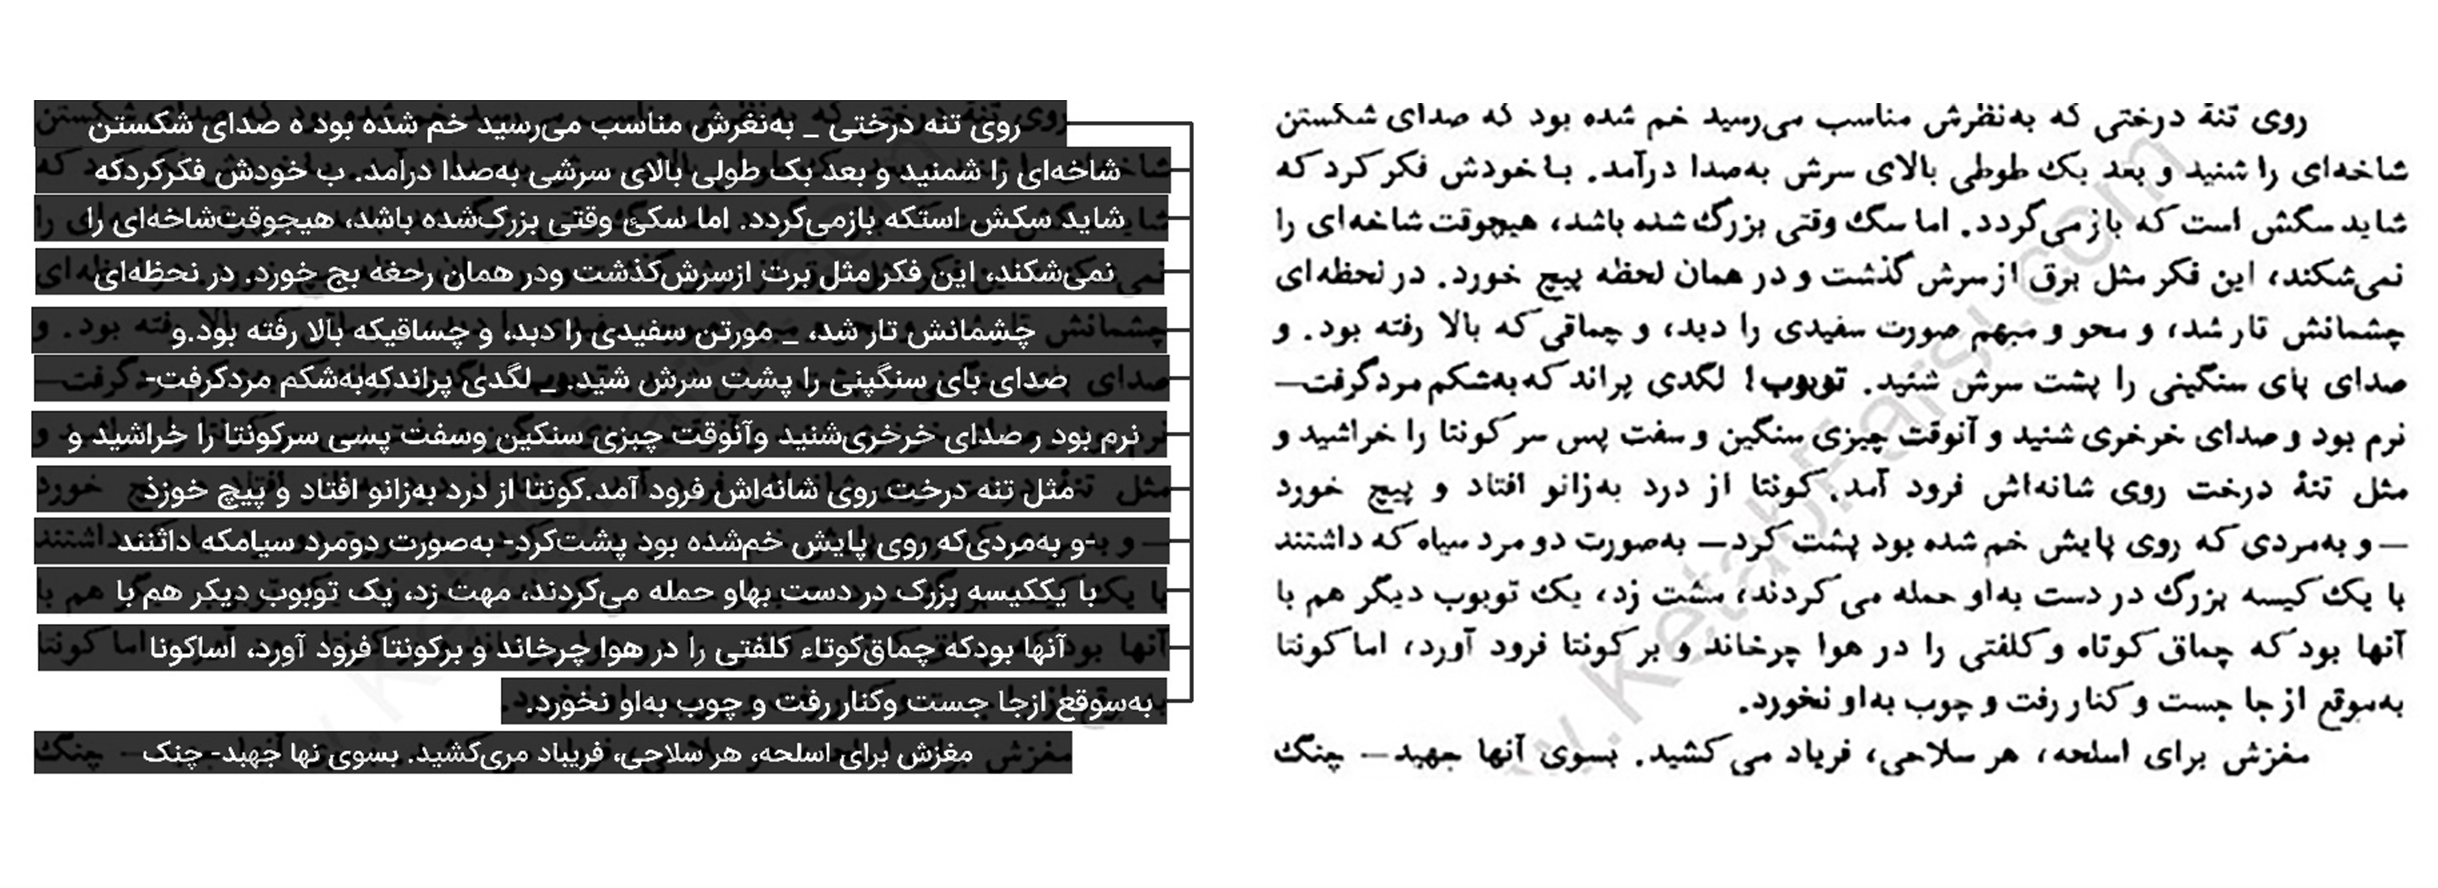 روی تنه درختی _ به‌نغرش مناسب می‌رسید خم شده بود ه صدای شکستن
شاخه‌ای را شمنید و بعد بک طولی بالای سرشی به‌صدا درامد. ب خودش فکرکردکه
شاید سکش استکه بازمی‌گردد. اما سکئ وقتی بزرک‌شده باشد، هیجوقت‌شاخه‌ای را
نمی‌شکند، این فکر مثل برت ازسرش‌کذشت ودر همان رحغه بج خورد. در نحظه‌ای
چشمانش تار شد، _ مورتن سفیدی را دبد، و چساقیکه بالا رفته بود.و
صدای بای سنگپنی را پشت سرش شید. _ لگدی پراندکه‌به‌شکم مردکرفت-
نرم بود ر صدای خرخری‌شنید وآنوقت چبزی سنکین وسفت پسی سرکونتا را خراشید و
مثل تنه درخت روی شانه‌اش فرود آمد.کونتا از درد به‌زانو افتاد و پیچ خوزذ
-و به‌مردی‌که روی پایش خم‌شده بود پشت‌کرد- به‌صورت دومرد سیامکه داثنند
با یککیسه بزرک در دست بهاو حمله می‌کردند، مهت زد، یک توبوب دیکر هم با
آنها بودکه چماق‌کوتاء کلفتی را در هوا چرخاند و برکونتا فرود آورد، اساکونا
به‌سوقع ازجا جست وکنار رفت و چوب به‌او نخورد.
مغزش برای اسلحه، هر سلاحی، فریباد مری‌کشید. بسوی نها جهبد- چنک
روی تنهٔ درختی که به‌نظرش مناسب می‌رسید خم شده بود که صدای شکستن
شاخه‌ای را شنید و بعد یک طوطی بالای سرش به‌صدا درآمد. با خودش فکر کرد که
شاید سگش است که باز می‌گردد. اما سگ وقتی بزرگ شده باشد، هیچوقت شاخه‌ای را
نمی‌شکند، این فکر مثل برق از سرش گذشت و در همان لحظه پیچ خورد. در لحظه‌ای
چشمانش تار شد، و محو و مبهم صورت سفیدی را دید، و چماقی که بالا رفته بود. و
صدای پای سنگینی را پشت سرش شنید. توبوب! لگدی پراند که به‌شکم مرد گرفت—
نرم بود و صدای خرخری شنید و آنوقت چیزی سنگین و سفت پس سر کونتا را خراشید و
مثل تنهٔ درخت روی شانه‌اش فرود آمد. کونتا از درد به‌زانو افتاد و پیچ خورد
— و به‌مردی که روی پایش خم شده بود پشت کرد— به‌صورت دو مرد سیاه که داشتند
با یک کیسه بزرگ در دست به‌او حمله می‌کردند، مشت زد، یک توبوب دیگر هم با
آنها بود که چماق کوتاه و کلفتی را در هوا چرخاند و بر کونتا فرود آورد، اما کونتا
به‌موقع از جا جست و کنار رفت و چوب به‌او نخورد.
مغزش برای اسلحه، هر سلاحی، فریاد می‌کشید. بسوی آنها جهید— چنگ